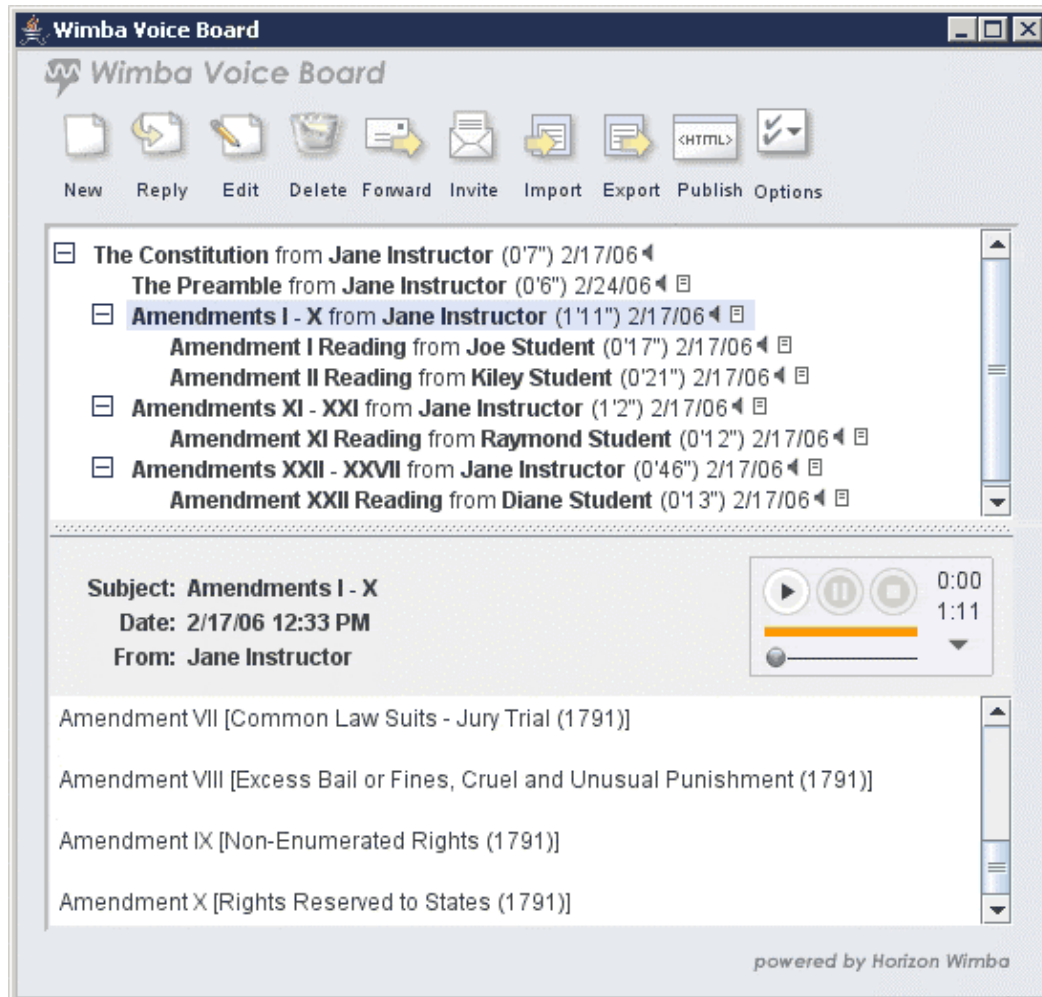 Wimba Voice Board
Wimba Voice Board
New Reply Edit Delete Forward Invite Import Export Publish Options
<HTML>
The Constitution from Jane Instructor (0'7") 2/17/06
The Preamble from Jane Instructor (0'6") 2/24/06
Amendments I - X from Jane Instructor (1'11") 2/17/06
Amendment I Reading from Joe Student (0'17") 2/17/06
Amendment II Reading from Kiley Student (0'21") 2/17/06
Amendments XI - XXI from Jane Instructor (1'2") 2/17/06
Amendment XI Reading from Raymond Student (0'12") 2/17/06
Amendments XXII - XXVII from Jane Instructor (0'46") 2/17/06
Amendment XXII Reading from Diane Student (0'13") 2/17/06
Subject: Amendments I - X
Date: 2/17/06 12:33 PM
From: Jane Instructor
0:00
1:11
Amendment VII [Common Law Suits - Jury Trial (1791)]
Amendment VIII [Excess Bail or Fines, Cruel and Unusual Punishment (1791)]
Amendment IX [Non-Enumerated Rights (1791)]
Amendment X [Rights Reserved to States (1791)]
powered by Horizon Wimba